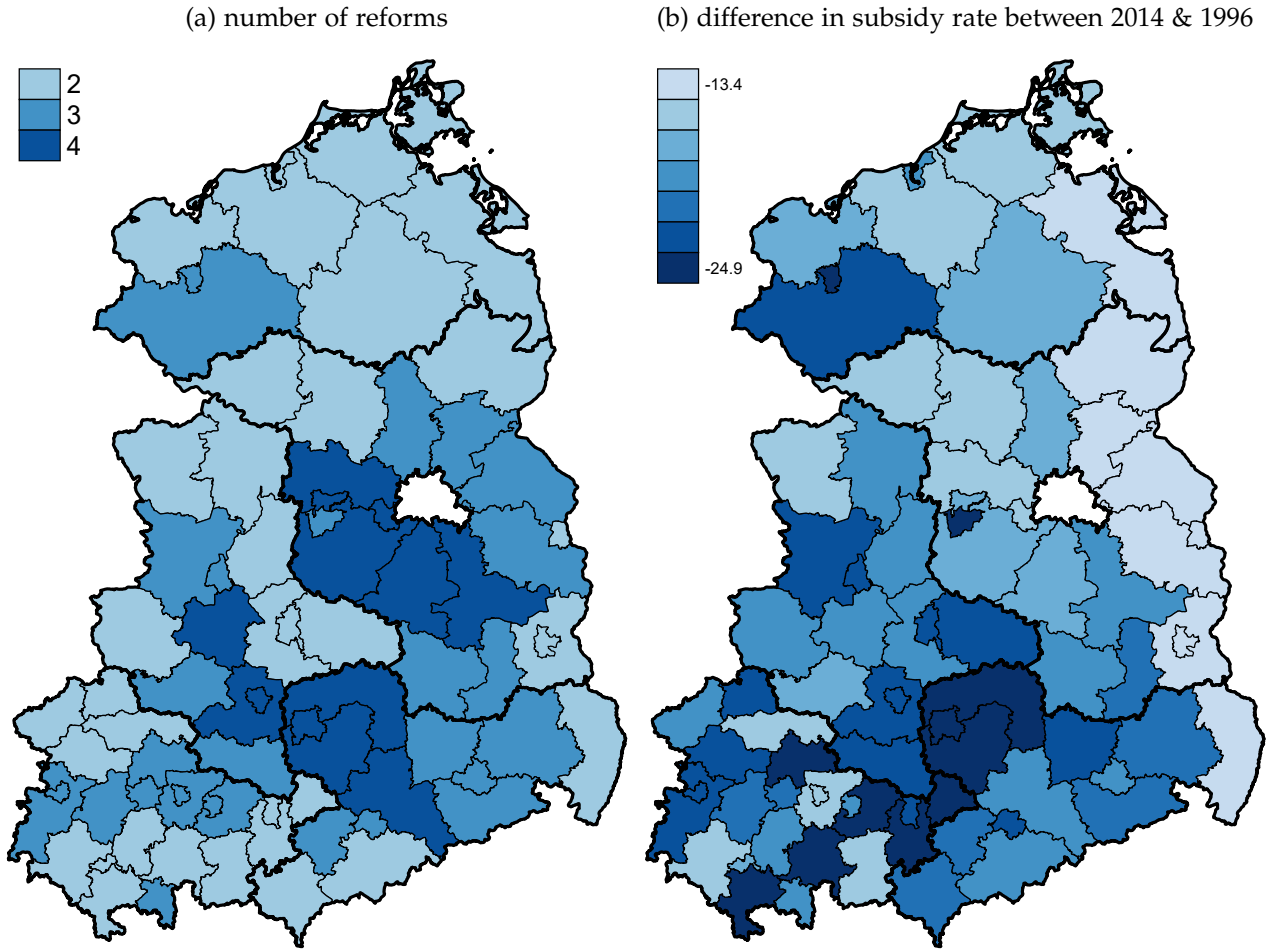 (a) number of reforms
(b) difference in subsidy rate between 2014 & 1996
2
3
4
-13.4
-24.9